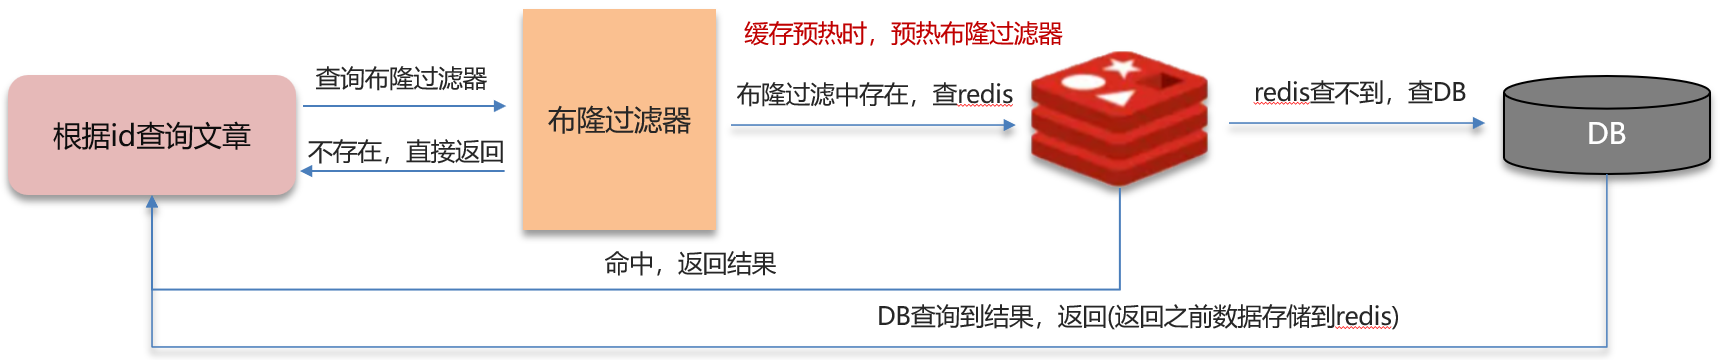 缓存预热时，预热布隆过滤器
查询布隆过滤器
布隆过滤中存在，查redis
redis查不到，查DB
根据id查询文章
布隆过滤器
DB
不存在，直接返回
命中，返回结果
DB查询到结果，返回(返回之前数据存储到redis)